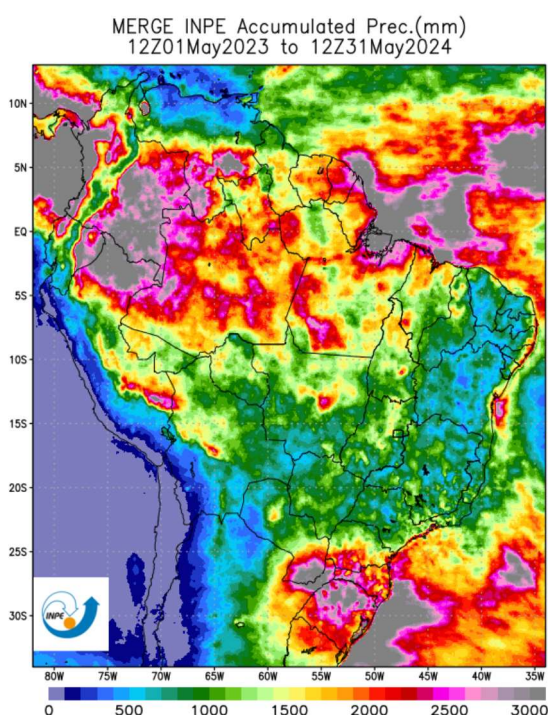 MERGE INPE Accumulated Prec.(mm)
12Z01May2023 to 12Z31May2024
10N
5N
EQ
5S
10S
15S
20S
25S
30S
INPE
80W 75W 70W 65W 60W 55W 50W 45W 40W 35W
0 500 1000 1500 2000 2500 3000